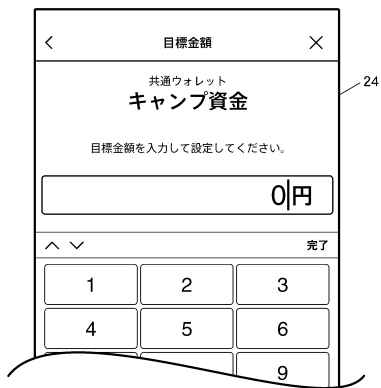 目標金額
24
共通ウォレット
キャンプ資金
目標金額を入力して設定してください。
0円
完了
1 2 3
4 5 6
9